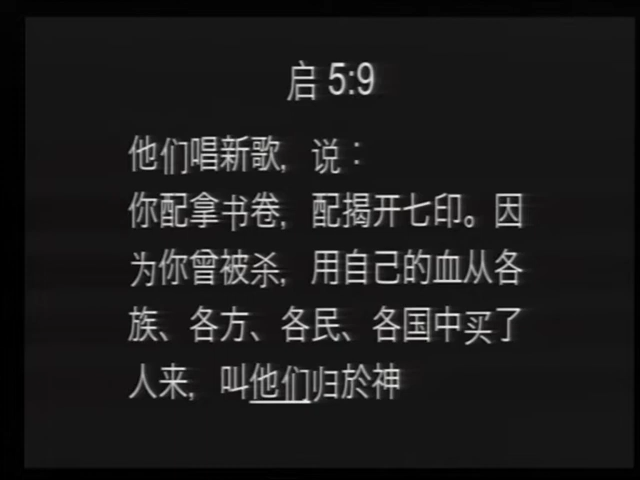 启 5:9
他们唱新歌，说：
你配拿书卷，配揭开七印。因
为你曾被杀，用自己的血从各
族、各方、各民、各国中买了
人来，叫他们归於神